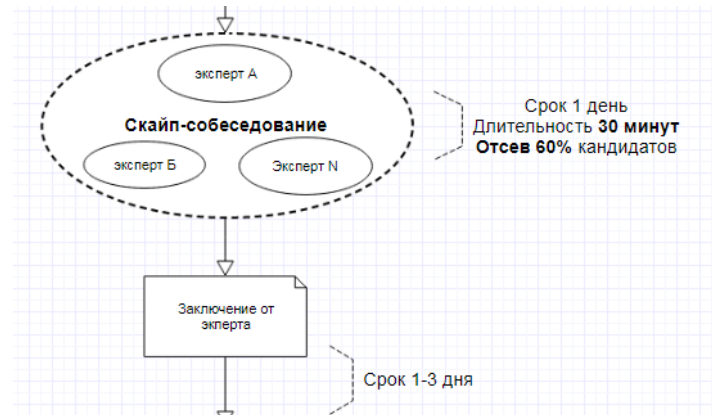 эксперт А
Скайп-собеседование
эксперт Б
Эксперт N
Срок 1 день
Длительность 30 минут
Отсев 60% кандидатов
Заключение от
экперта
Срок 1-3 дня